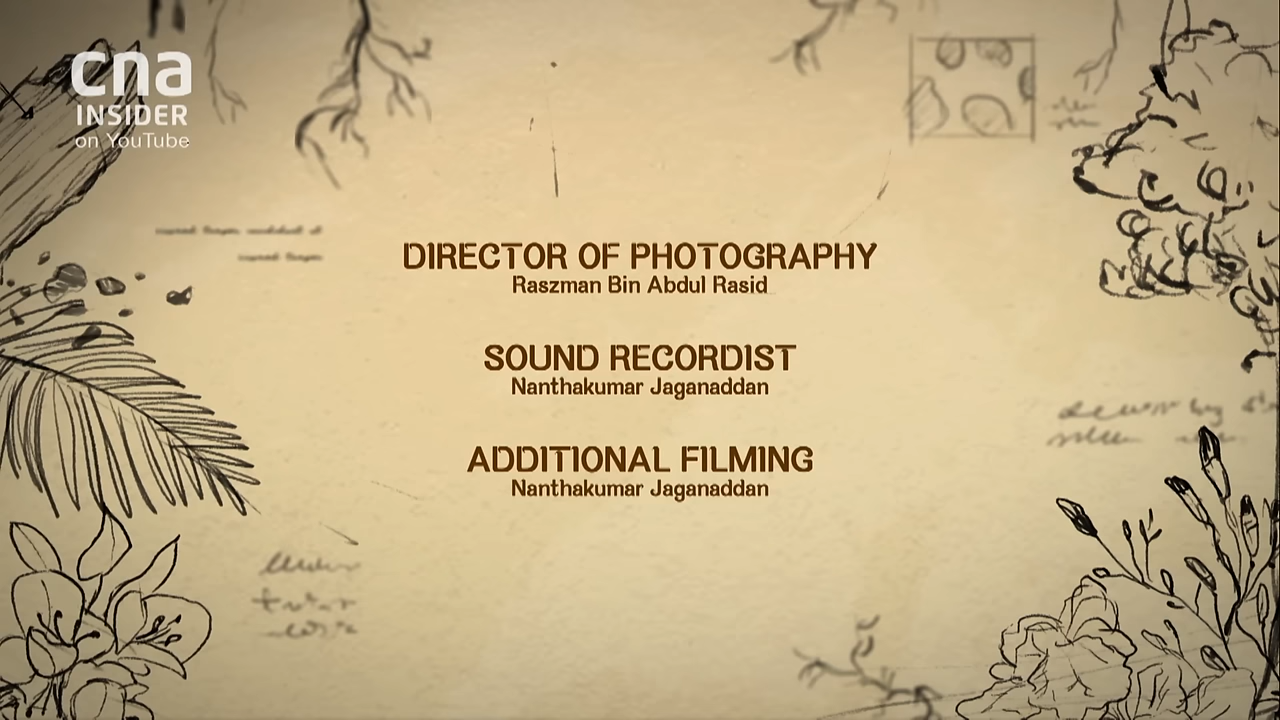 cna
INSIDER
on YouTube
DIRECTOR OF PHOTOGRAPHY
Raszman Bin Abdul Rasid
SOUND RECORDIST
Nanthakumar Jaganaddan
ADDITIONAL FILMING
Nanthakumar Jaganaddan